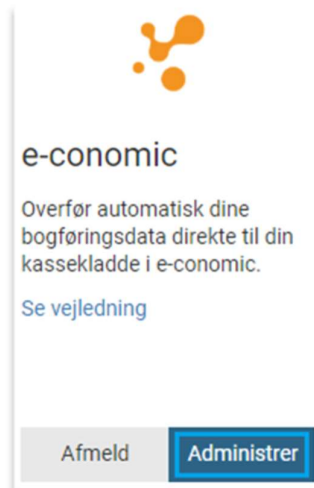 e-conomic
Overfør automatisk dine
bogføringsdata direkte til din
kassekladde i e-conomic.
Se vejledning
Afmeld
Administrer